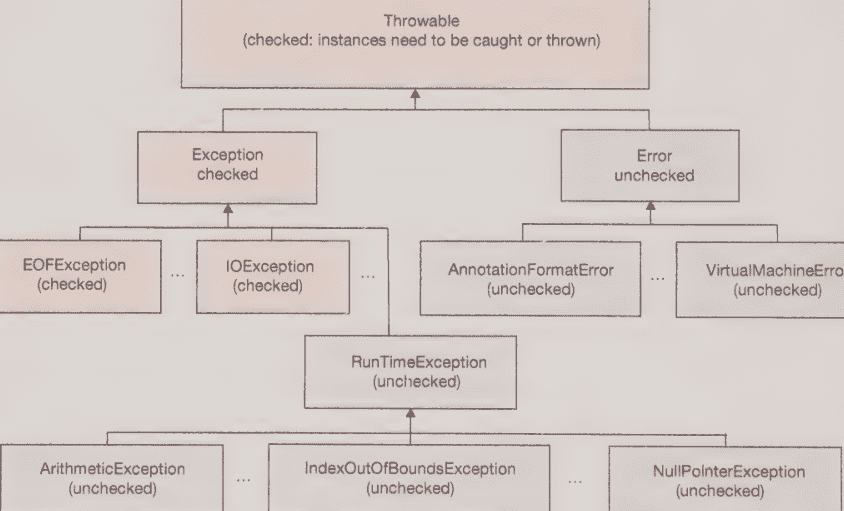 Throwable
(checked: instances need to be caught or thrown)
Exception
checked
Error
unchecked
EOFException
(checked)
...
IOException
(checked)
...
AnnotationFormatError
(unchecked)
...
VirtualMachineErro
(unchecked)
RunTimeException
(unchecked)
ArithmeticException
(unchecked)
...
IndexOutOfBoundsException
(unchecked)
...
NullPointerException
(unchecked)